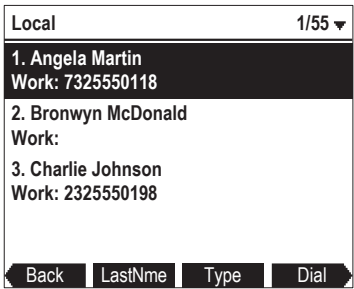 Local 1/55
1. Angela Martin
Work: 7325550118
2. Bronwyn McDonald
Work:
3. Charlie Johnson
Work: 2325550198
Back LastNme Type Dial